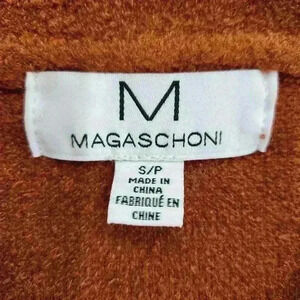 M
MAGASCHONI
S/P
MADE IN
CHINA
FABRIQUÉ EN
CHINE